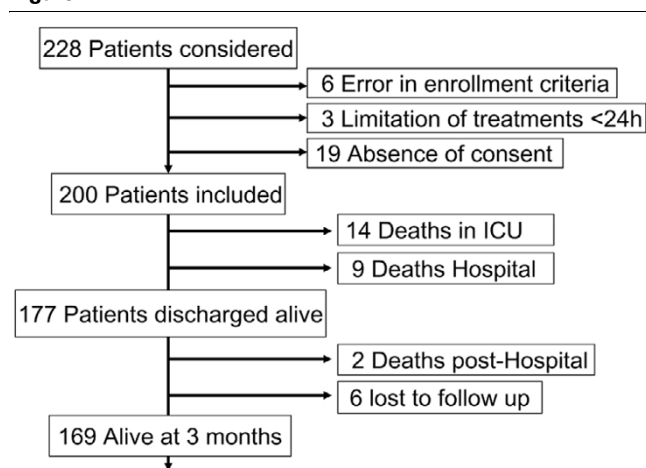 228 Patients considered
6 Error in enrollment criteria
3 Limitation of treatments <24h
19 Absence of consent
200 Patients included
14 Deaths in ICU
9 Deaths Hospital
177 Patients discharged alive
2 Deaths post-Hospital
6 lost to follow up
169 Alive at 3 months